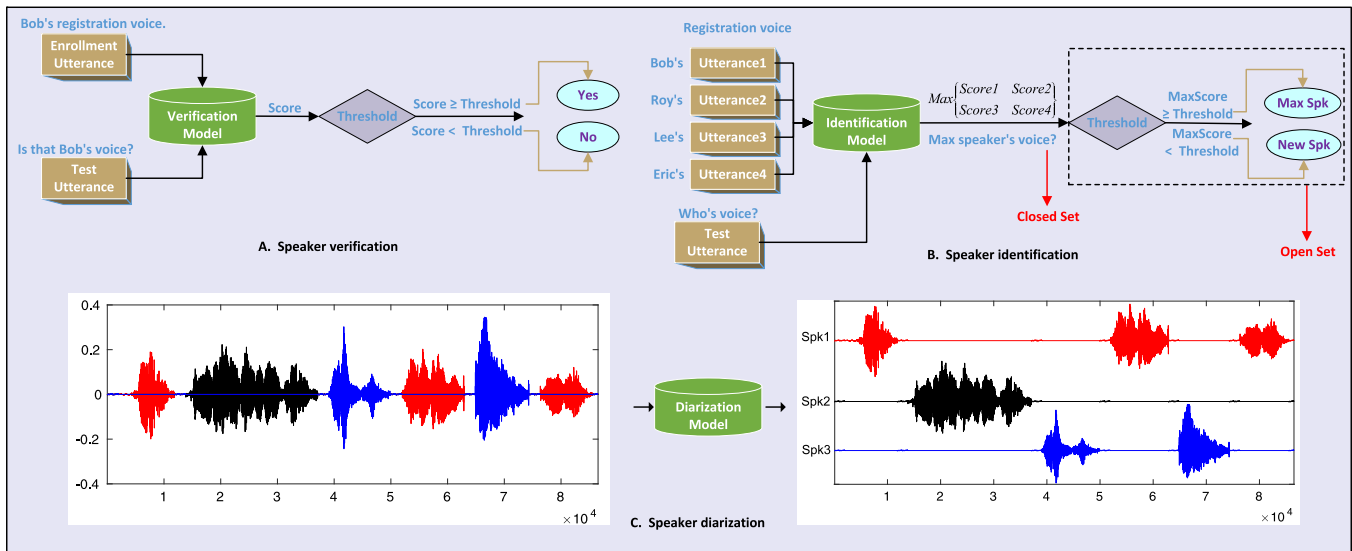 Bob's registration voice.
Enrollment
Utterance
Verification
Model
Is that Bob's voice?
Test
Utterance
Score
Threshold
Score ≥ Threshold
Score < Threshold
Yes
No
A. Speaker verification
Registration voice
Bob's
Utterance1
Roy's
Utterance2
Lee's
Utterance3
Eric's
Utterance4
Who's voice?
Test
Utterance
Identification
Model
Max{Score1 Score2
Score3 Score4}
Max speaker's voice?
Closed Set
Threshold
MaxScore
≥ Threshold
MaxScore
< Threshold
Max Spk
New Spk
Open Set
B. Speaker identification
0.4
0.2
0
-0.2
-0.4
1 2 3 4 5 6 7 8
× 10^4
Diarization
Model
Spk1
Spk2
Spk3
1 2 3 4 5 6 7 8
× 10^4
C. Speaker diarization